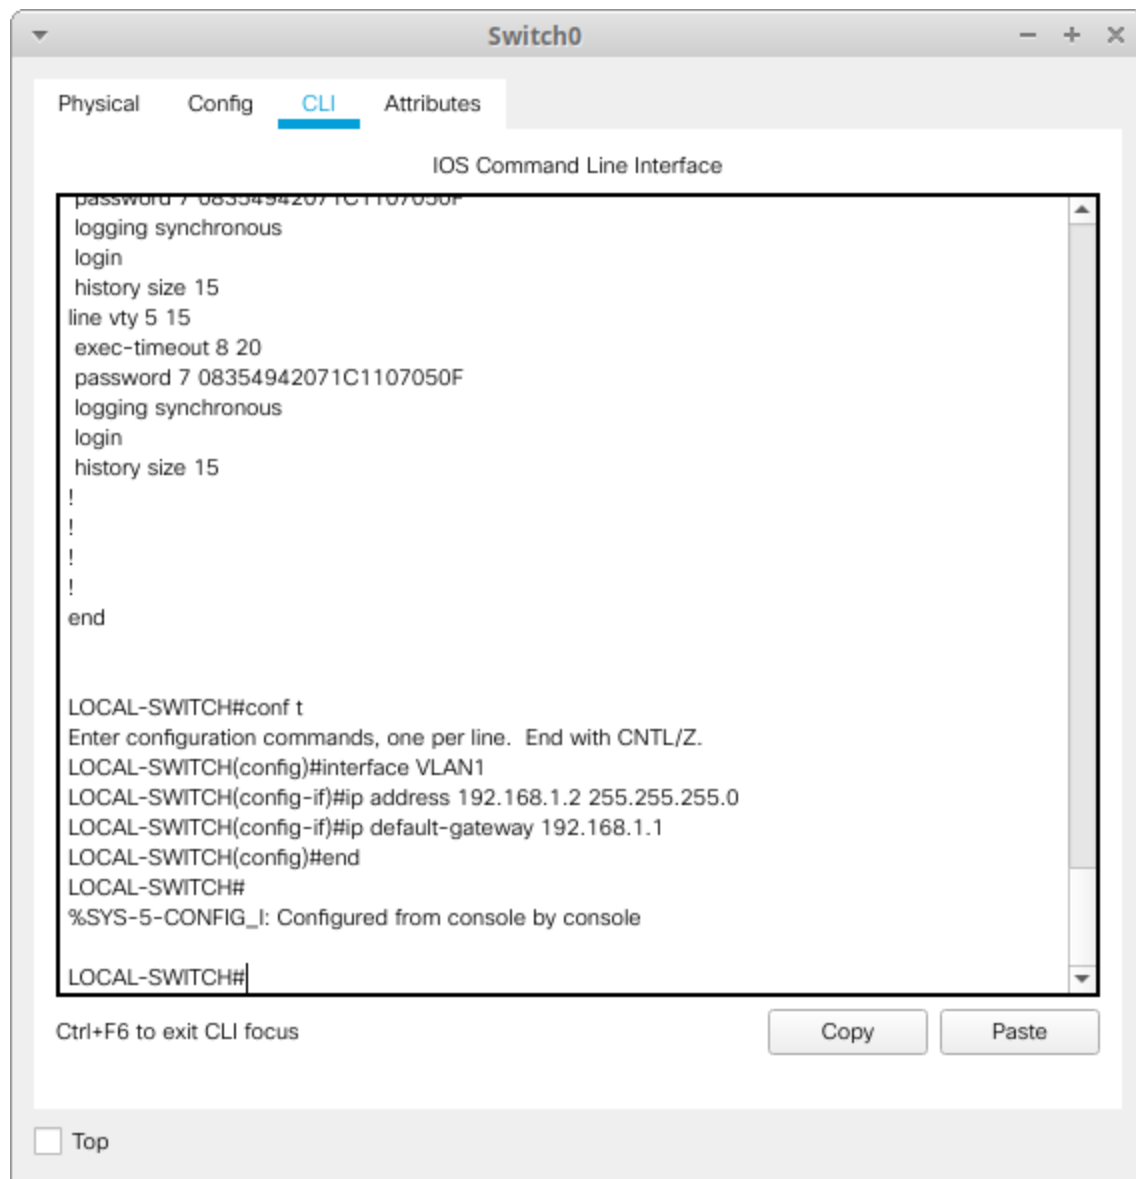 Switch0
Physical Config CLI Attributes
IOS Command Line Interface
password 7 08354942071C1107050F
logging synchronous
login
history size 15
line vty 5 15
exec-timeout 8 20
password 7 08354942071C1107050F
logging synchronous
login
history size 15
!
!
!
!
end
LOCAL-SWITCH#conf t
Enter configuration commands, one per line. End with CNTL/Z.
LOCAL-SWITCH(config)#interface VLAN1
LOCAL-SWITCH(config-if)#ip address 192.168.1.2 255.255.255.0
LOCAL-SWITCH(config-if)#ip default-gateway 192.168.1.1
LOCAL-SWITCH(config)#end
LOCAL-SWITCH#
%SYS-5-CONFIG_I: Configured from console by console
LOCAL-SWITCH#
Ctrl+F6 to exit CLI focus
Copy Paste
Top